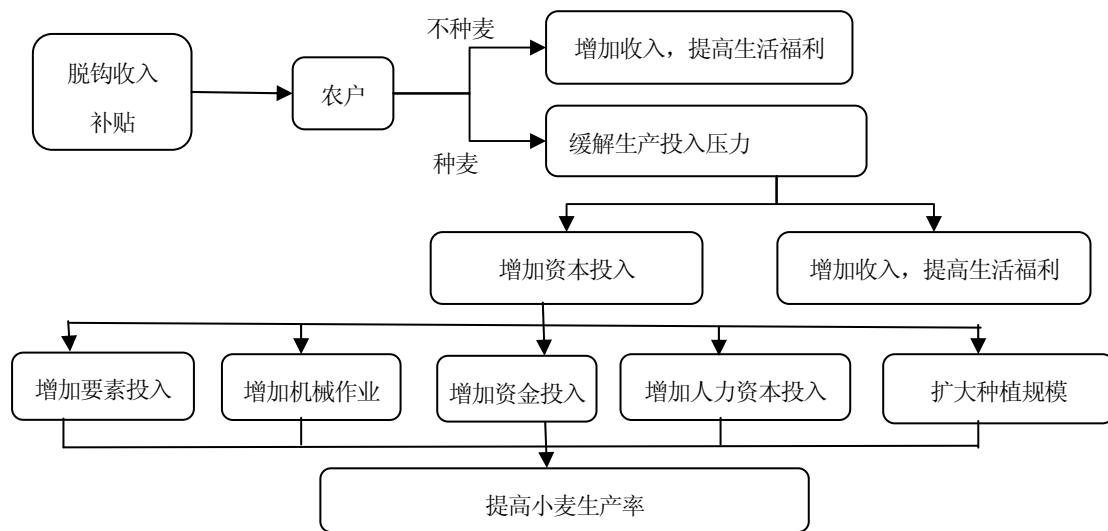 不种麦
增加收入，提高生活福利
脱钩收入
补贴
农户
缓解生产投入压力
种麦
增加资本投入
增加收入，提高生活福利
增加要素投入
增加机械作业
增加资金投入
增加人力资本投入
扩大种植规模
提高小麦生产率